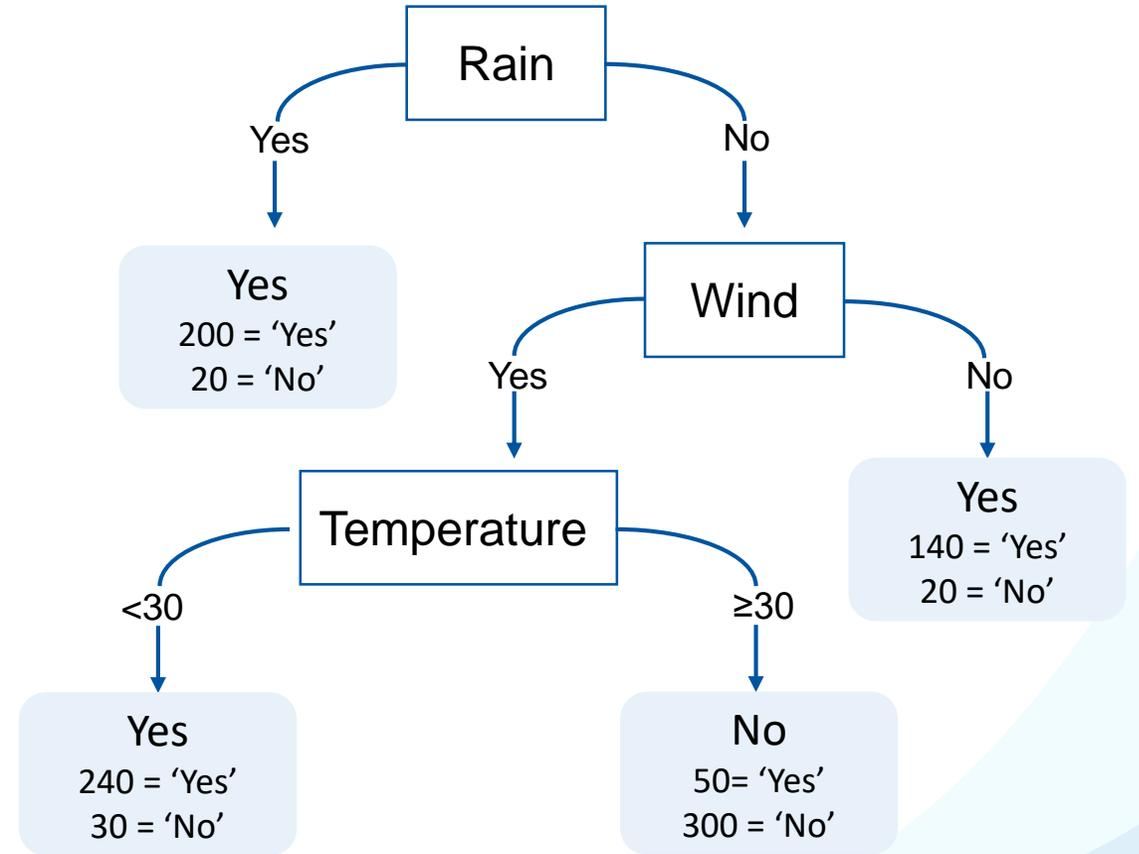 Rain
Yes
No
Yes
200 = ‘Yes’
20 = ‘No’
Wind
Yes
No
Temperature
Yes
140 = ‘Yes’
20 = ‘No’
<30
≥30
Yes
240 = ‘Yes’
30 = ‘No’
No
50= ‘Yes’
300 = ‘No’